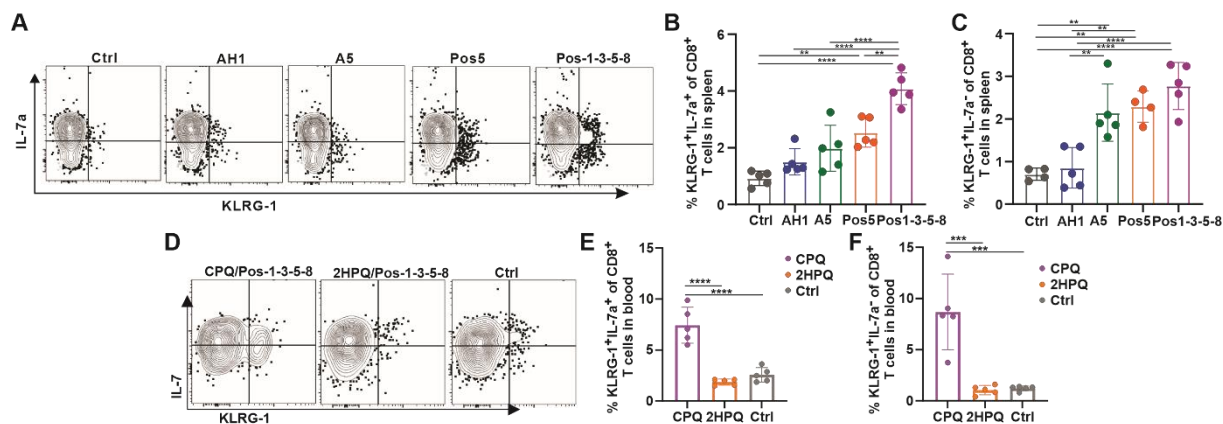 A
Ctrl
AH1
A5
Pos5
Pos-1-3-5-8
IL-7a
KLRG-1
B
% KLRG-1+IL-7a+ of CD8+
T cells in spleen
6
4
2
0
**
****
****
**
**
****
Ctrl
AH1
A5
Pos5
Pos1-3-5-8
C
% KLRG-1+IL-7a- of CD8+
T cells in spleen
4
3
2
1
0
**
**
**
****
****
**
Ctrl
AH1
A5
Pos5
Pos1-3-5-8
D
CPQ/Pos-1-3-5-8
2HPQ/Pos-1-3-5-8
Ctrl
IL-7
KLRG-1
E
% KLRG-1+IL-7a+ of CD8+
T cells in blood
15
10
5
0
****
****
CPQ
2HPQ
Ctrl
CPQ
2HPQ
Ctrl
F
% KLRG-1+IL-7a- of CD8+
T cells in blood
15
10
5
0
***
***
CPQ
2HPQ
Ctrl
CPQ
2HPQ
Ctrl